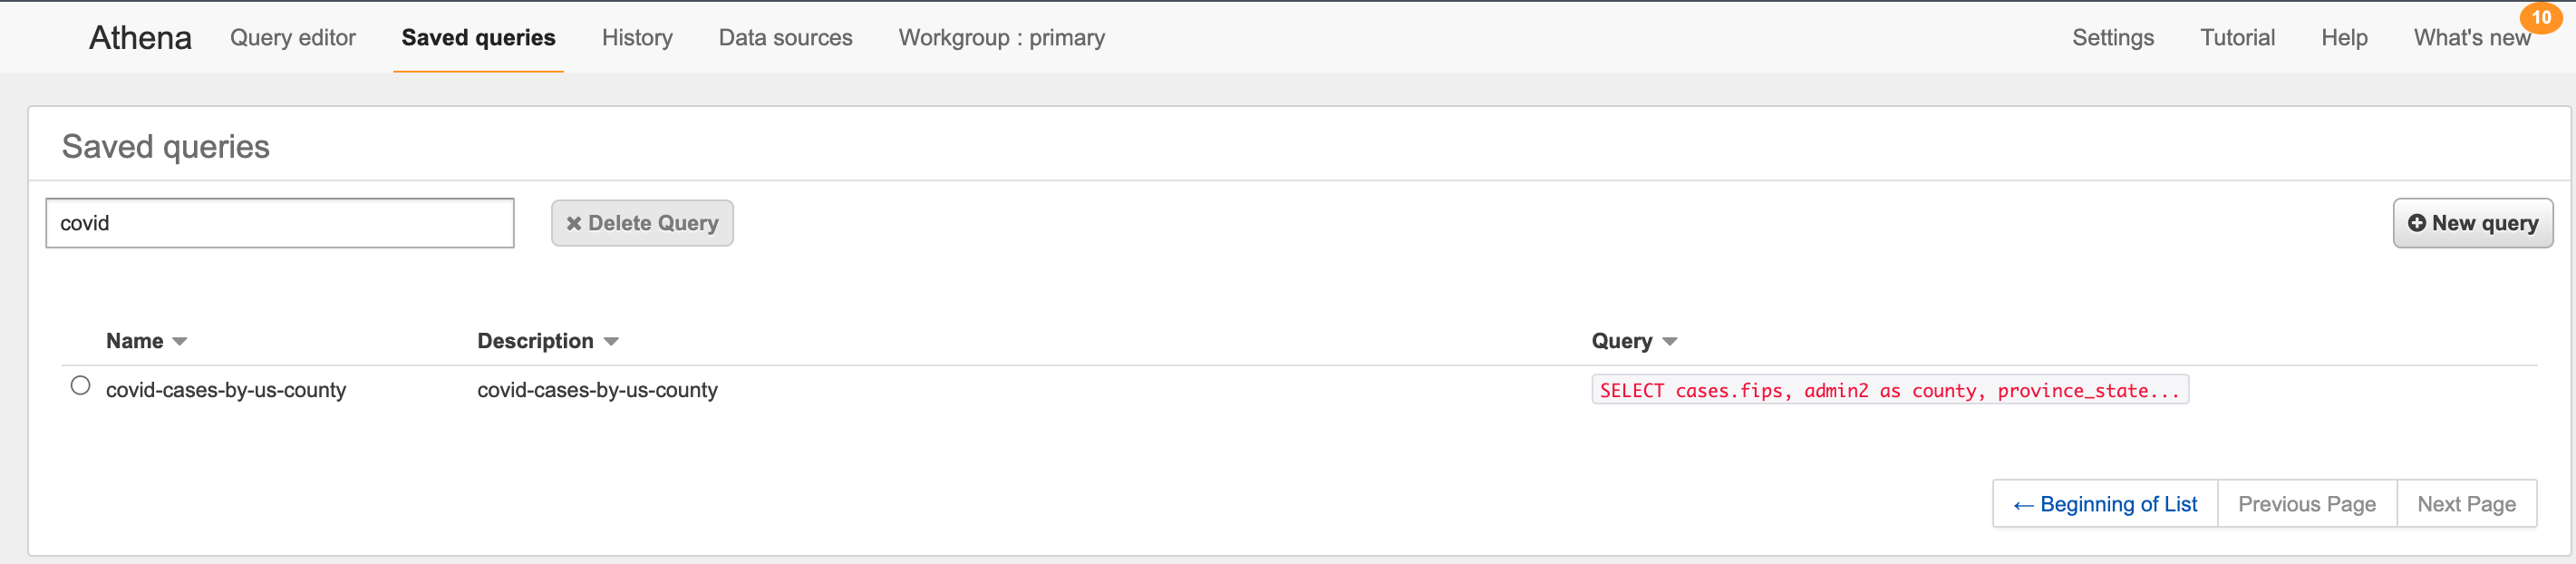 Athena Query editor Saved queries History Data sources Workgroup : primary Settings Tutorial Help What's new 10
Saved queries
covid Delete Query New query
Name Description Query
covid-cases-by-us-county covid-cases-by-us-county SELECT cases.fips, admin2 as county, province_state...
← Beginning of List Previous Page Next Page